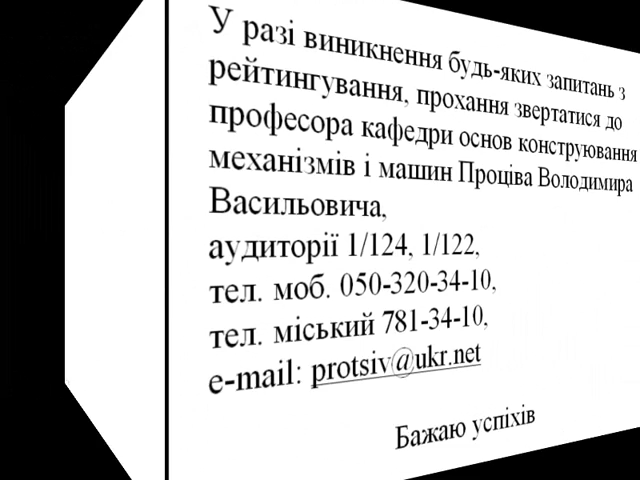 У разі виникнення будь-яких запитань з
рейтингування, прохання звертатися до
професора кафедри основ конструювання
механізмів і машин Проціва Володимира
Васильовича,
аудиторії 1/124, 1/122,
тел. моб. 050-320-34-10,
тел. міський 781-34-10,
e-mail: protsiv@ukr.net
Бажаю успіхів